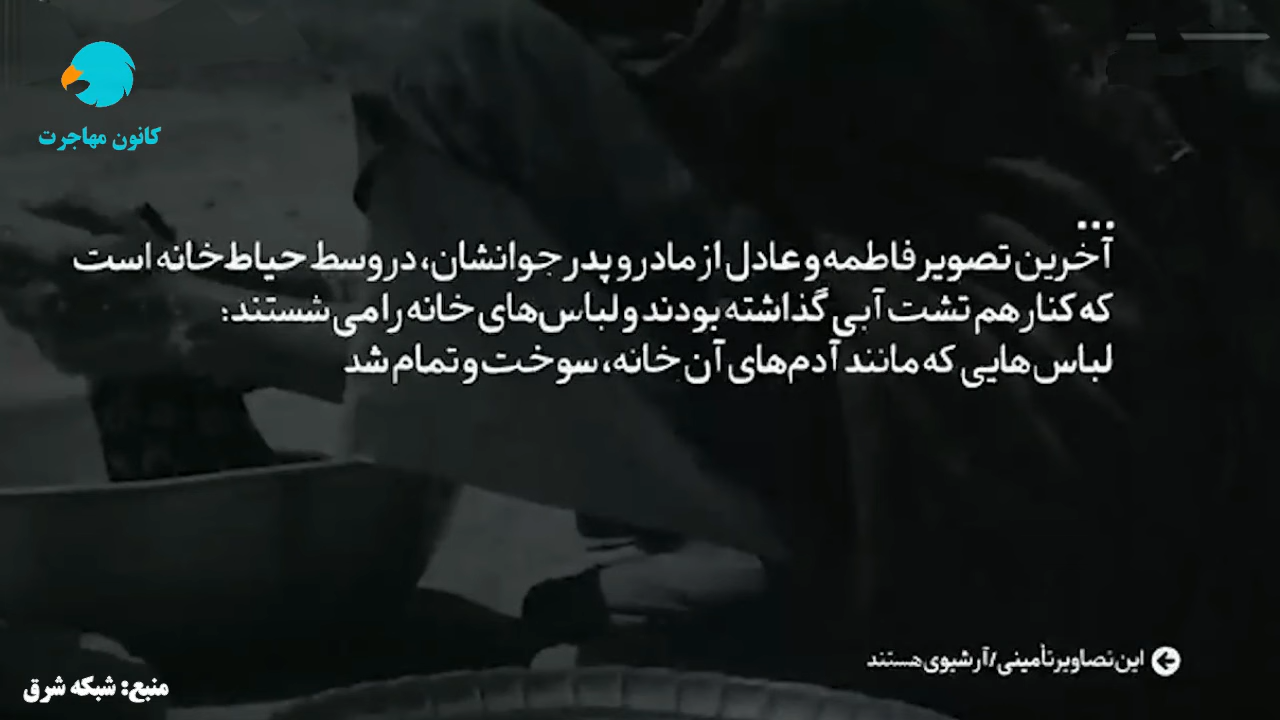 کانون مهاجرت
...
آخرین تصویر فاطمه و عادل از مادر و پدر جوانشان، در وسط حیاط خانه است
که کنار هم تشت آبی گذاشته بودند و لباس‌های خانه را می‌شستند؛
لباس‌هایی که مانند آدم‌های آن خانه، سوخت و تمام شد
این تصاویر تأمینی/آرشیوی هستند
منبع: شبکه شرق